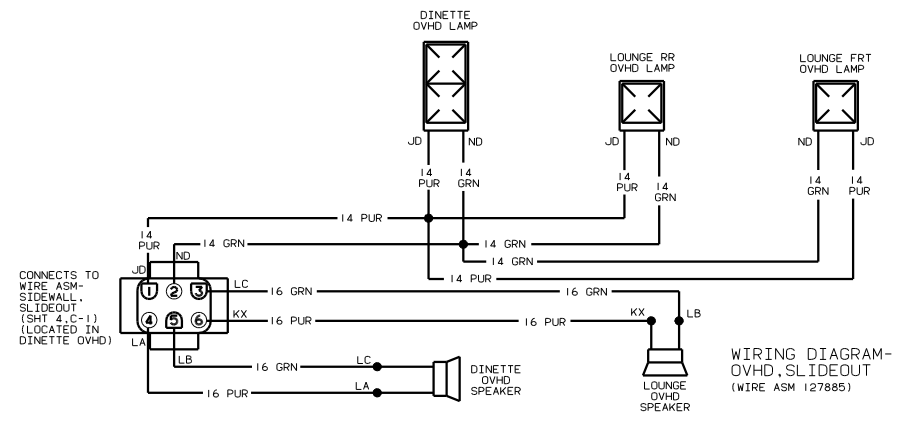 DINETTE
OVHD LAMP
LOUNGE RR
OVHD LAMP
LOUNGE FRT
OVHD LAMP
JD
ND
JD
ND
ND
JD
14
PUR
14
GRN
14
PUR
14
GRN
14
GRN
14
PUR
14 PUR
14
PUR
14 GRN
14 GRN
ND
14 GRN
JD
14 PUR
CONNECTS TO
WIRE ASM-
SIDEWALL,
SLIDEOUT
(SHT 4,C-1)
(LOCATED IN
DINETTE OVHD)
1
2
3
LC
16 GRN
16 GRN
4
5
6
KX
16 PUR
16 PUR
KX
LB
LA
LB
16 GRN
LC
16 PUR
LA
DINETTE
OVHD
SPEAKER
LOUNGE
OVHD
SPEAKER
WIRING DIAGRAM-
OVHD,SLIDEOUT
(WIRE ASM 127885)